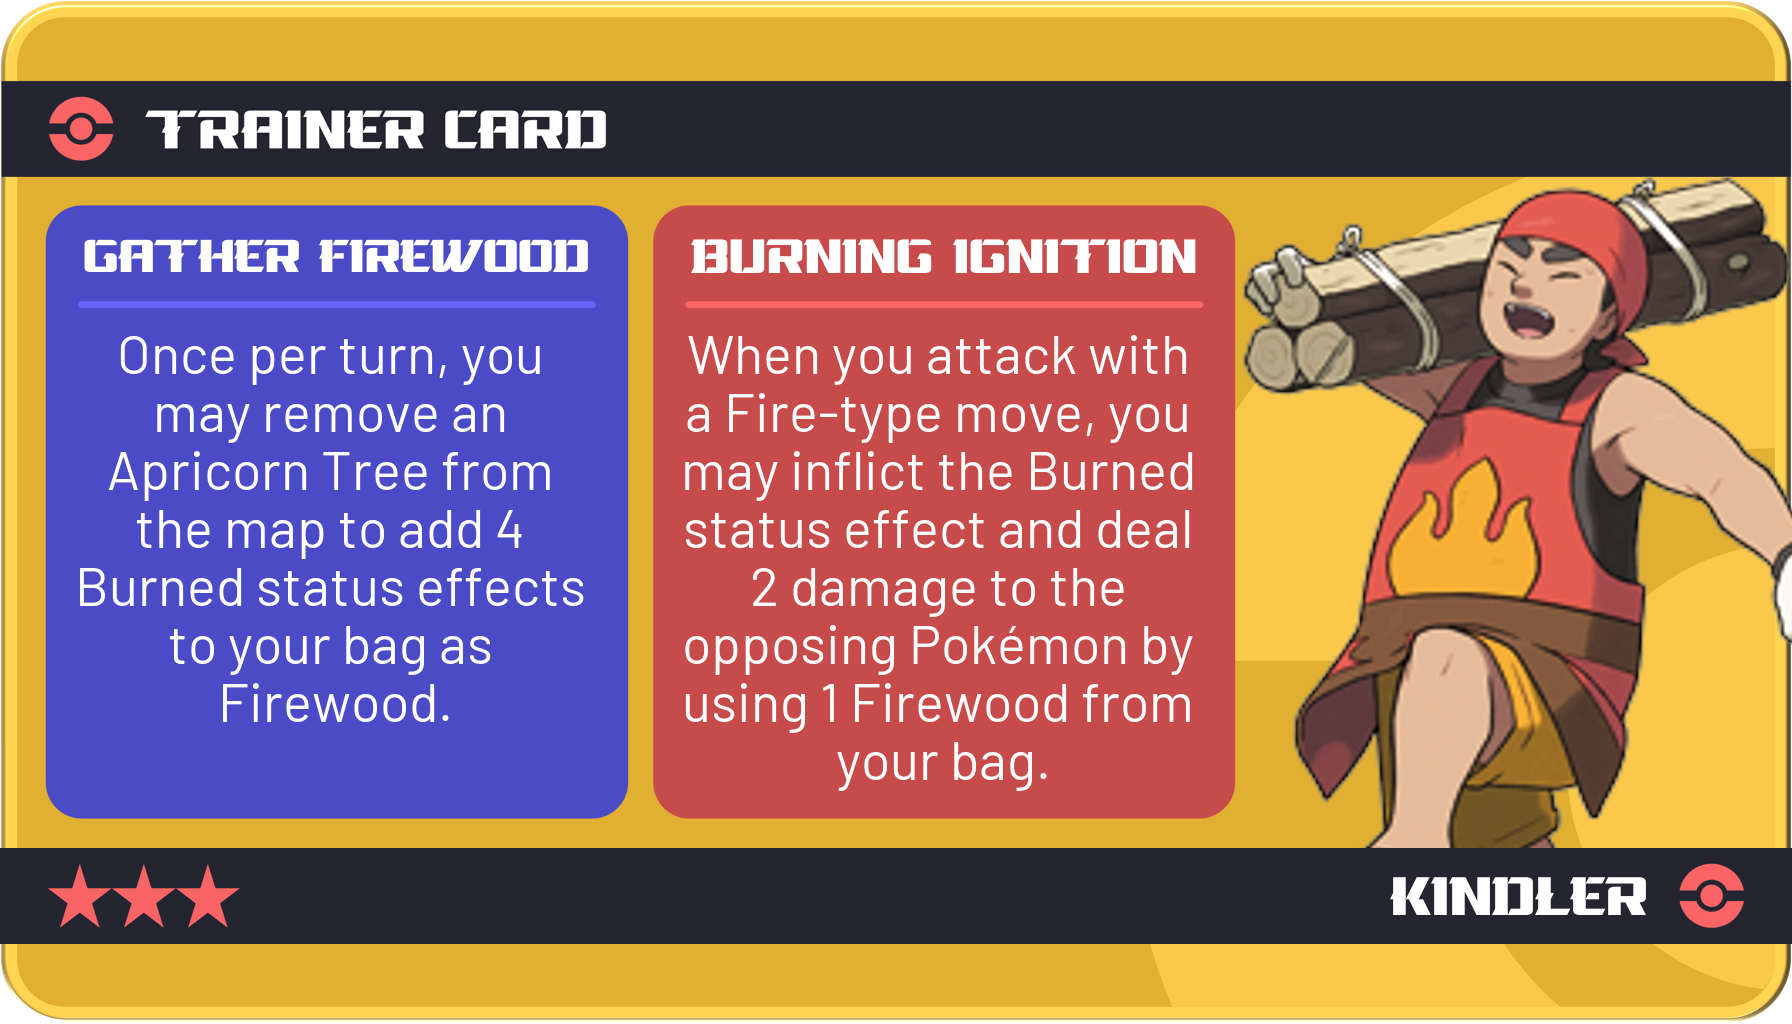 TRAINER CARD
GATHER FIREWOOD
Once per turn, you
may remove an
Apricorn Tree from
the map to add 4
Burned status effects
to your bag as
Firewood.
BURNING IGNITION
When you attack with
a Fire-type move, you
may inflict the Burned
status effect and deal
2 damage to the
opposing Pokémon by
using 1 Firewood from
your bag.
KINDLER